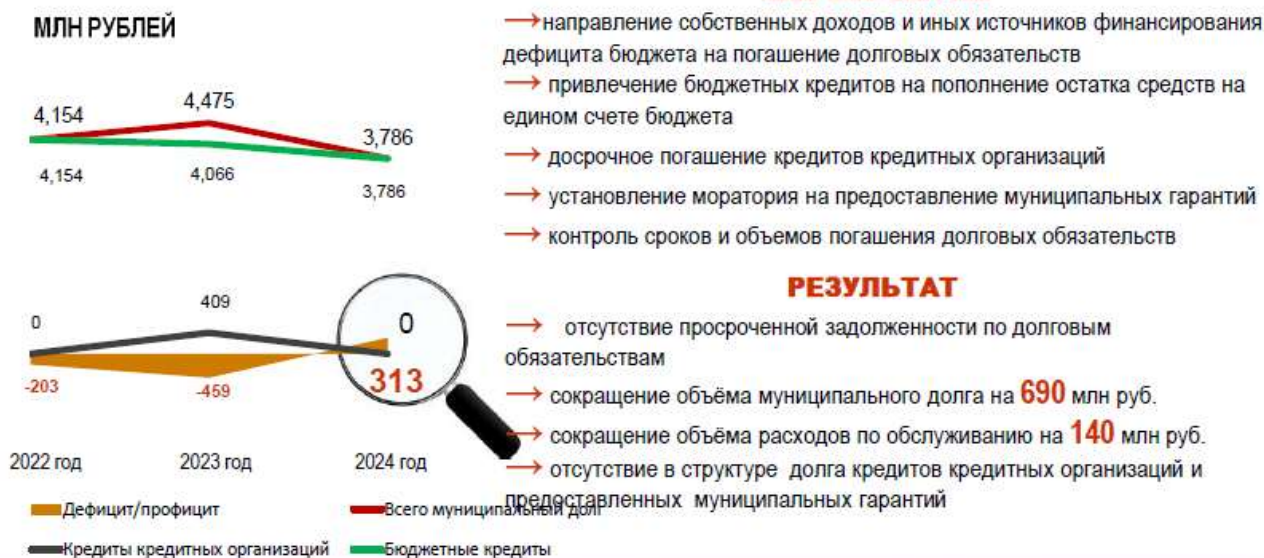 МЛН РУБЛЕЙ
4,154
4,475
3,786
4,154
4,066
3,786
0
409
0
-203
-459
313
2022 год
2023 год
2024 год
Дефицит/профицит
Всего муниципальный долг
Кредиты кредитных организаций
Бюджетные кредиты
→направление собственных доходов и иных источников финансирования
дефицита бюджета на погашение долговых обязательств
→ привлечение бюджетных кредитов на пополнение остатка средств на
едином счете бюджета
→ досрочное погашение кредитов кредитных организаций
→ установление моратория на предоставление муниципальных гарантий
→ контроль сроков и объемов погашения долговых обязательств
РЕЗУЛЬТАТ
→ отсутствие просроченной задолженности по долговым
обязательствам
→ сокращение объёма муниципального долга на 690 млн руб.
→ сокращение объёма расходов по обслуживанию на 140 млн руб.
→ отсутствие в структуре долга кредитов кредитных организаций и
предоставленных муниципальных гарантий